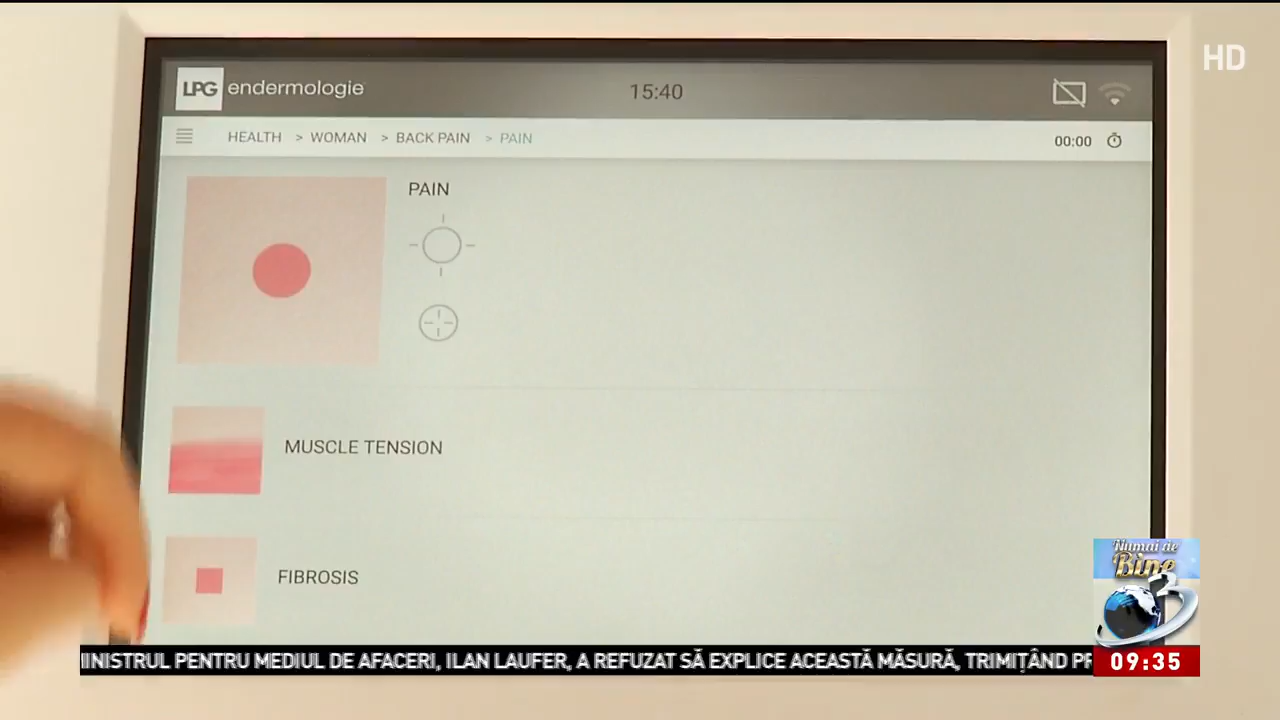 HD
LPG endermologie
15:40
HEALTH > WOMAN > BACK PAIN > PAIN
00:00
PAIN
MUSCLE TENSION
FIBROSIS
Numai de
Bine
3
INISTRUL PENTRU MEDIUL DE AFACERI, ILAN LAUFER, A REFUZAT SĂ EXPLICE ACEASTĂ MĂSURĂ, TRIMIȚÂND PR
09:35